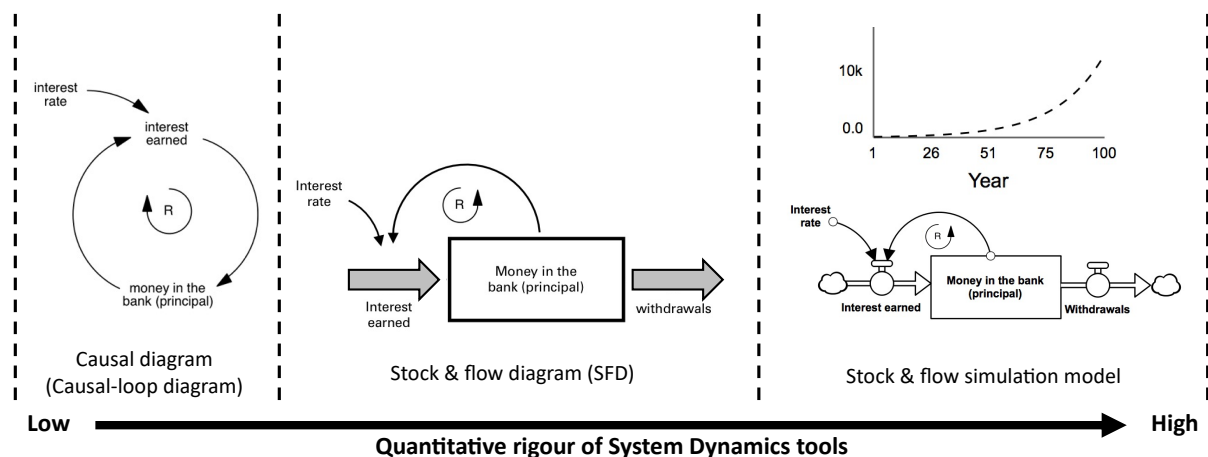 interest
rate
interest
earned
R
money in the
bank (principal)
Causal diagram
(Causal-loop diagram)
Interest
rate
R
Money in the
bank (principal)
Interest
earned
withdrawals
Stock & flow diagram (SFD)
10k
0.0
1 26 51 75 100
Year
Interest
rate
R
Money in the bank
(principal)
Interest earned
Withdrawals
Stock & flow simulation model
Low
High
Quantitative rigour of System Dynamics tools